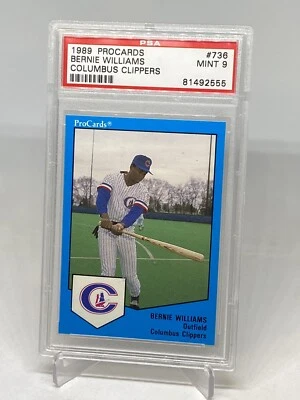 PSA
1989 PROCARDS #736
BERNIE WILLIAMS MINT 9
COLUMBUS CLIPPERS
81492555
ProCards®
C
BERNIE WILLIAMS
Outfield
Columbus Clippers